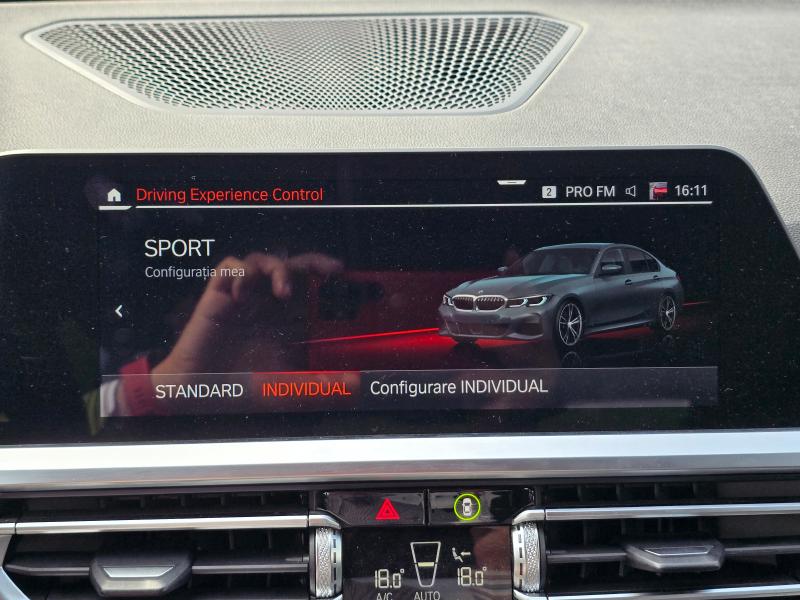 Driving Experience Control
2 PRO FM 16:11
SPORT
Configurația mea
STANDARD INDIVIDUAL Configurare INDIVIDUAL
18.0° 18.0°
A/C AUTO